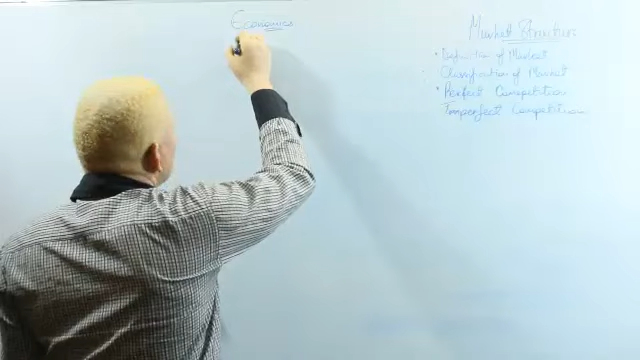 Economics
Market Structure
• Definition of Market
• Classification of Market
• Perfect Competition
Imperfect Competition